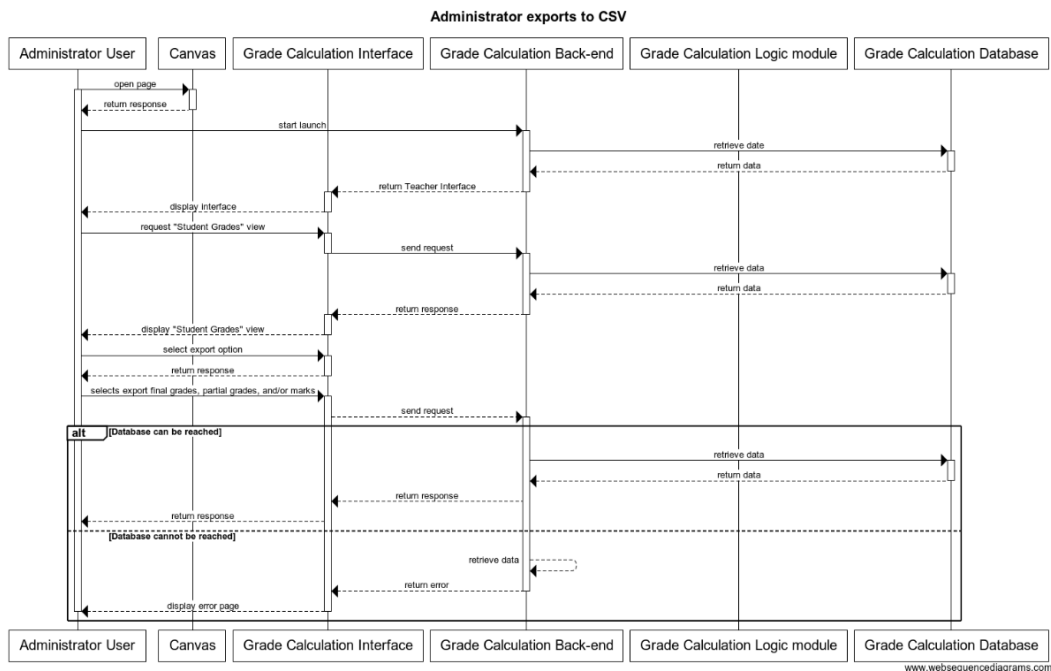 Administrator exports to CSV
Administrator User Canvas Grade Calculation Interface Grade Calculation Back-end Grade Calculation Logic module Grade Calculation Database
open page
return response
start launch
retrieve date
return data
return Teacher Interface
display interface
request "Student Grades" view
send request
retrieve data
return data
return response
display "Student Grades" view
select export option
return response
selects export final grades, partial grades, and/or marks
send request
alt [Database can be reached]
retrieve data
return data
return response
return response
[Database cannot be reached]
retrieve data
return error
display error page
Administrator User Canvas Grade Calculation Interface Grade Calculation Back-end Grade Calculation Logic module Grade Calculation Database
www.websequencediagrams.com